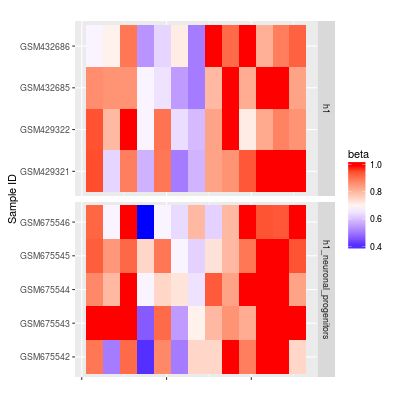 GSM432686
GSM432685
GSM429322
GSM429321
h1
GSM675546
GSM675545
GSM675544
GSM675543
GSM675542
h1_neuronal_progenitors
Sample ID
beta
1.0
0.8
0.6
0.4